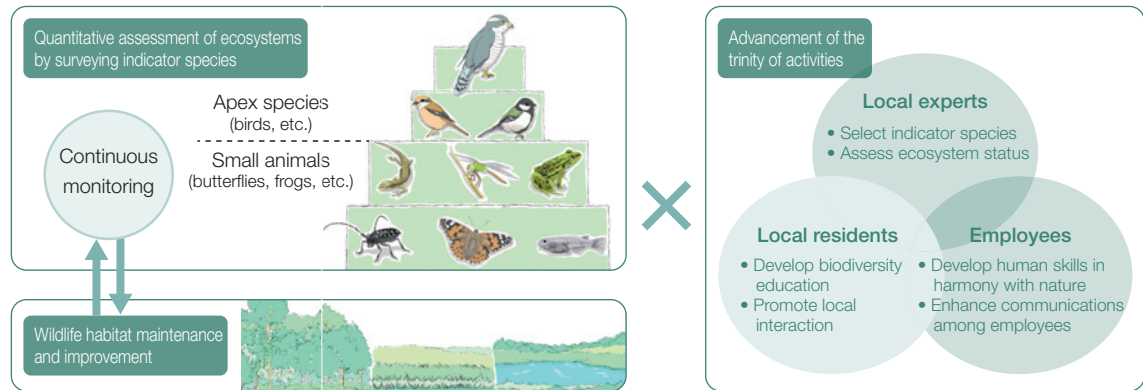 Quantitative assessment of ecosystems
by surveying indicator species
Apex species
(birds, etc.)
Small animals
(butterflies, frogs, etc.)
Continuous
monitoring
Wildlife habitat maintenance
and improvement
×
Advancement of the
trinity of activities
Local experts
• Select indicator species
• Assess ecosystem status
Local residents
• Develop biodiversity
education
• Promote local
interaction
Employees
• Develop human skills in
harmony with nature
• Enhance communications
among employees